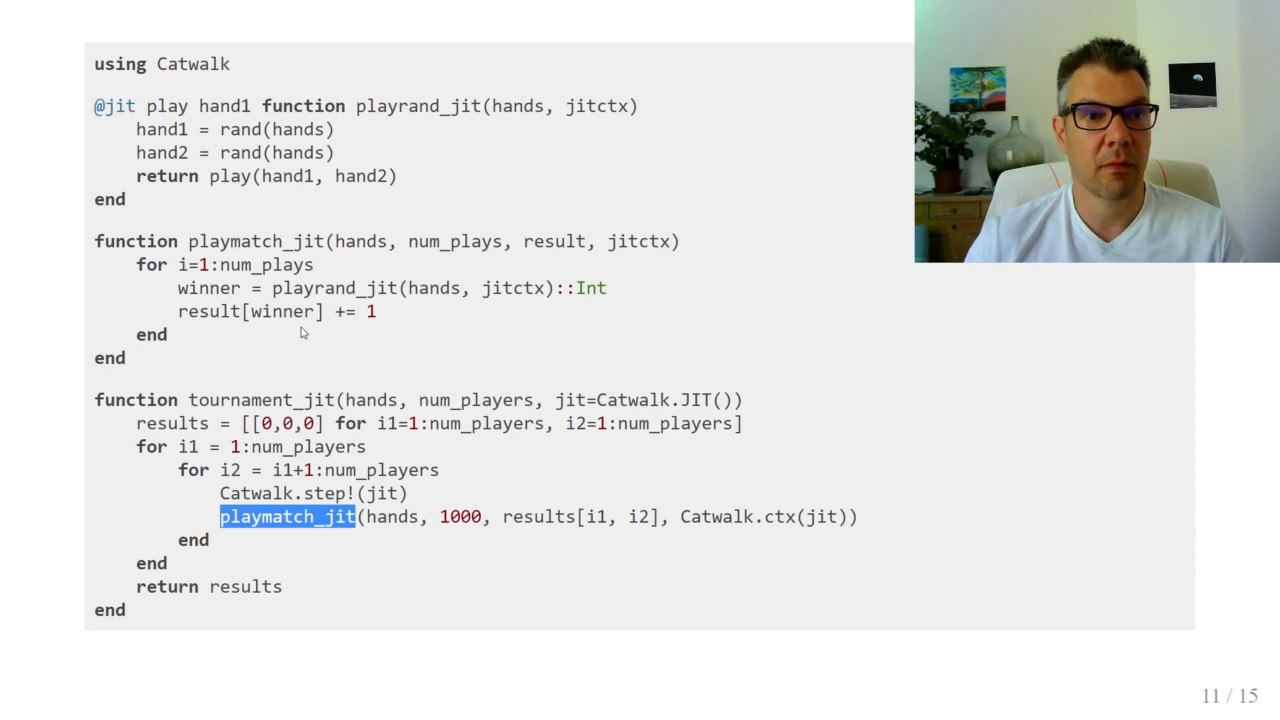 using Catwalk
@jit play hand1 function playrand_jit(hands, jitctx)
    hand1 = rand(hands)
    hand2 = rand(hands)
    return play(hand1, hand2)
end
function playmatch_jit(hands, num_plays, result, jitctx)
    for i=1:num_plays
        winner = playrand_jit(hands, jitctx)::Int
        result[winner] += 1
    end
end
function tournament_jit(hands, num_players, jit=Catwalk.JIT())
    results = [[0,0,0] for i1=1:num_players, i2=1:num_players]
    for i1 = 1:num_players
        for i2 = i1+1:num_players
            Catwalk.step!(jit)
            playmatch_jit(hands, 1000, results[i1, i2], Catwalk.ctx(jit))
        end
    end
    return results
end
11 / 15